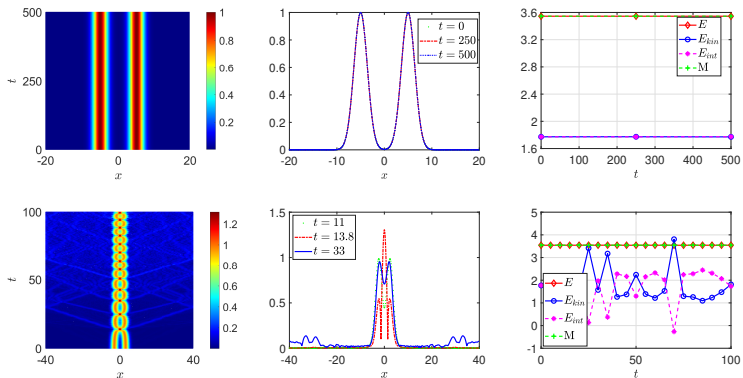 500
250
0
t
-20 0 20
x
1
0.8
0.6
0.4
0.2
1
0.8
0.6
0.4
0.2
0
-20 -10 0 10 20
x
t = 0
t = 250
t = 500
3.6
3.2
2.8
2.4
2
1.6
0 100 200 300 400 500
t
E
E_kin
E_int
M
100
50
0
t
-40 0 40
x
1.2
1
0.8
0.6
0.4
0.2
1.5
1
0.5
0
-40 -20 0 20 40
x
t = 11
t = 13.8
t = 33
5
4
3
2
1
0
-1
0 50 100
t
E
E_kin
E_int
M